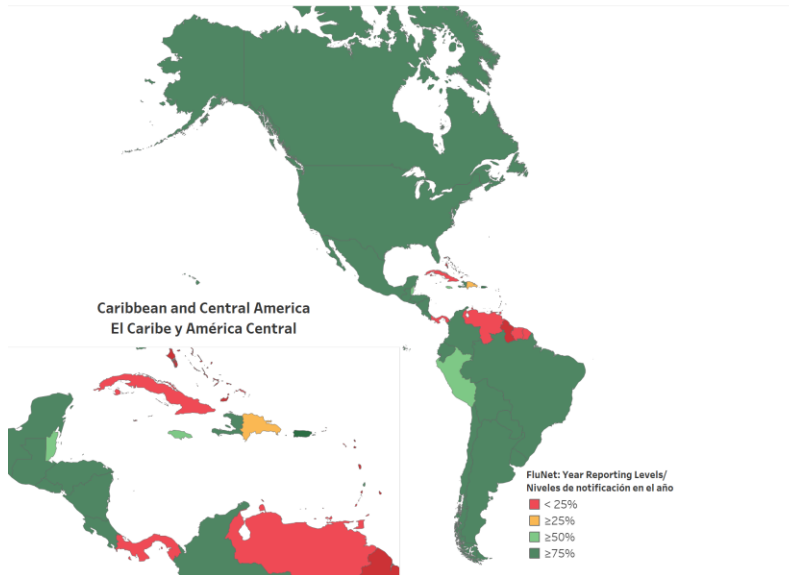 Caribbean and Central America
El Caribe y América Central
FluNet: Year Reporting Levels/
Niveles de notificación en el año
< 25%
≥25%
≥50%
≥75%